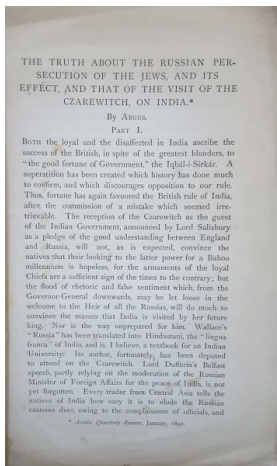 THE TRUTH ABOUT THE RUSSIAN PER-
SECUTION OF THE JEWS, AND ITS
EFFECT, AND THAT OF THE VISIT OF THE
CZAREWITCH, ON INDIA.*
By Argus.
Part I.
Both the loyal and the disaffected in India ascribe the
success of the British, in spite of the greatest blunders, to
"the good fortune of Government," the Iqbál-i-Sirkár. A
superstition has been created which history has done much
to confirm, and which discourages opposition to our rule.
Thus, fortune has again favoured the British rule of India,
after the commission of a mistake which seemed irre-
trievable. The reception of the Czarewitch as the guest
of the Indian Government, announced by Lord Salisbury
as a pledge of the good understanding between England
and Russia, will not, as is expected, convince the
natives that their looking to the latter power for a Baboo
millennium is hopeless, for the armaments of the loyal
Chiefs are a sufficient sign of the times to the contrary; but
the flood of rhetoric and false sentiment which, from the
Governor-General downwards, may be let loose in the
welcome to the Heir of all the Russias, will do much to
convince the masses that India is visited by her future
king. Nor is the way unprepared for him. Wallace's
"Russia" has been translated into Hindustani, the "lingua
franca" of India, and is, I believe, a textbook for an Indian
University: Its author, fortunately, has been deputed
to attend on the Czarewitch. Lord Dufferin's Belfast
speech, partly relying on the moderation of the Russian
Minister of Foreign Affairs for the peace of India, is not
yet forgotten. Every trader from Central Asia tells the
natives of India how easy it is to elude the Russian
customs dues, owing to the complaisance of officials, and
* Asiatic Quarterly Review, January, 1891.